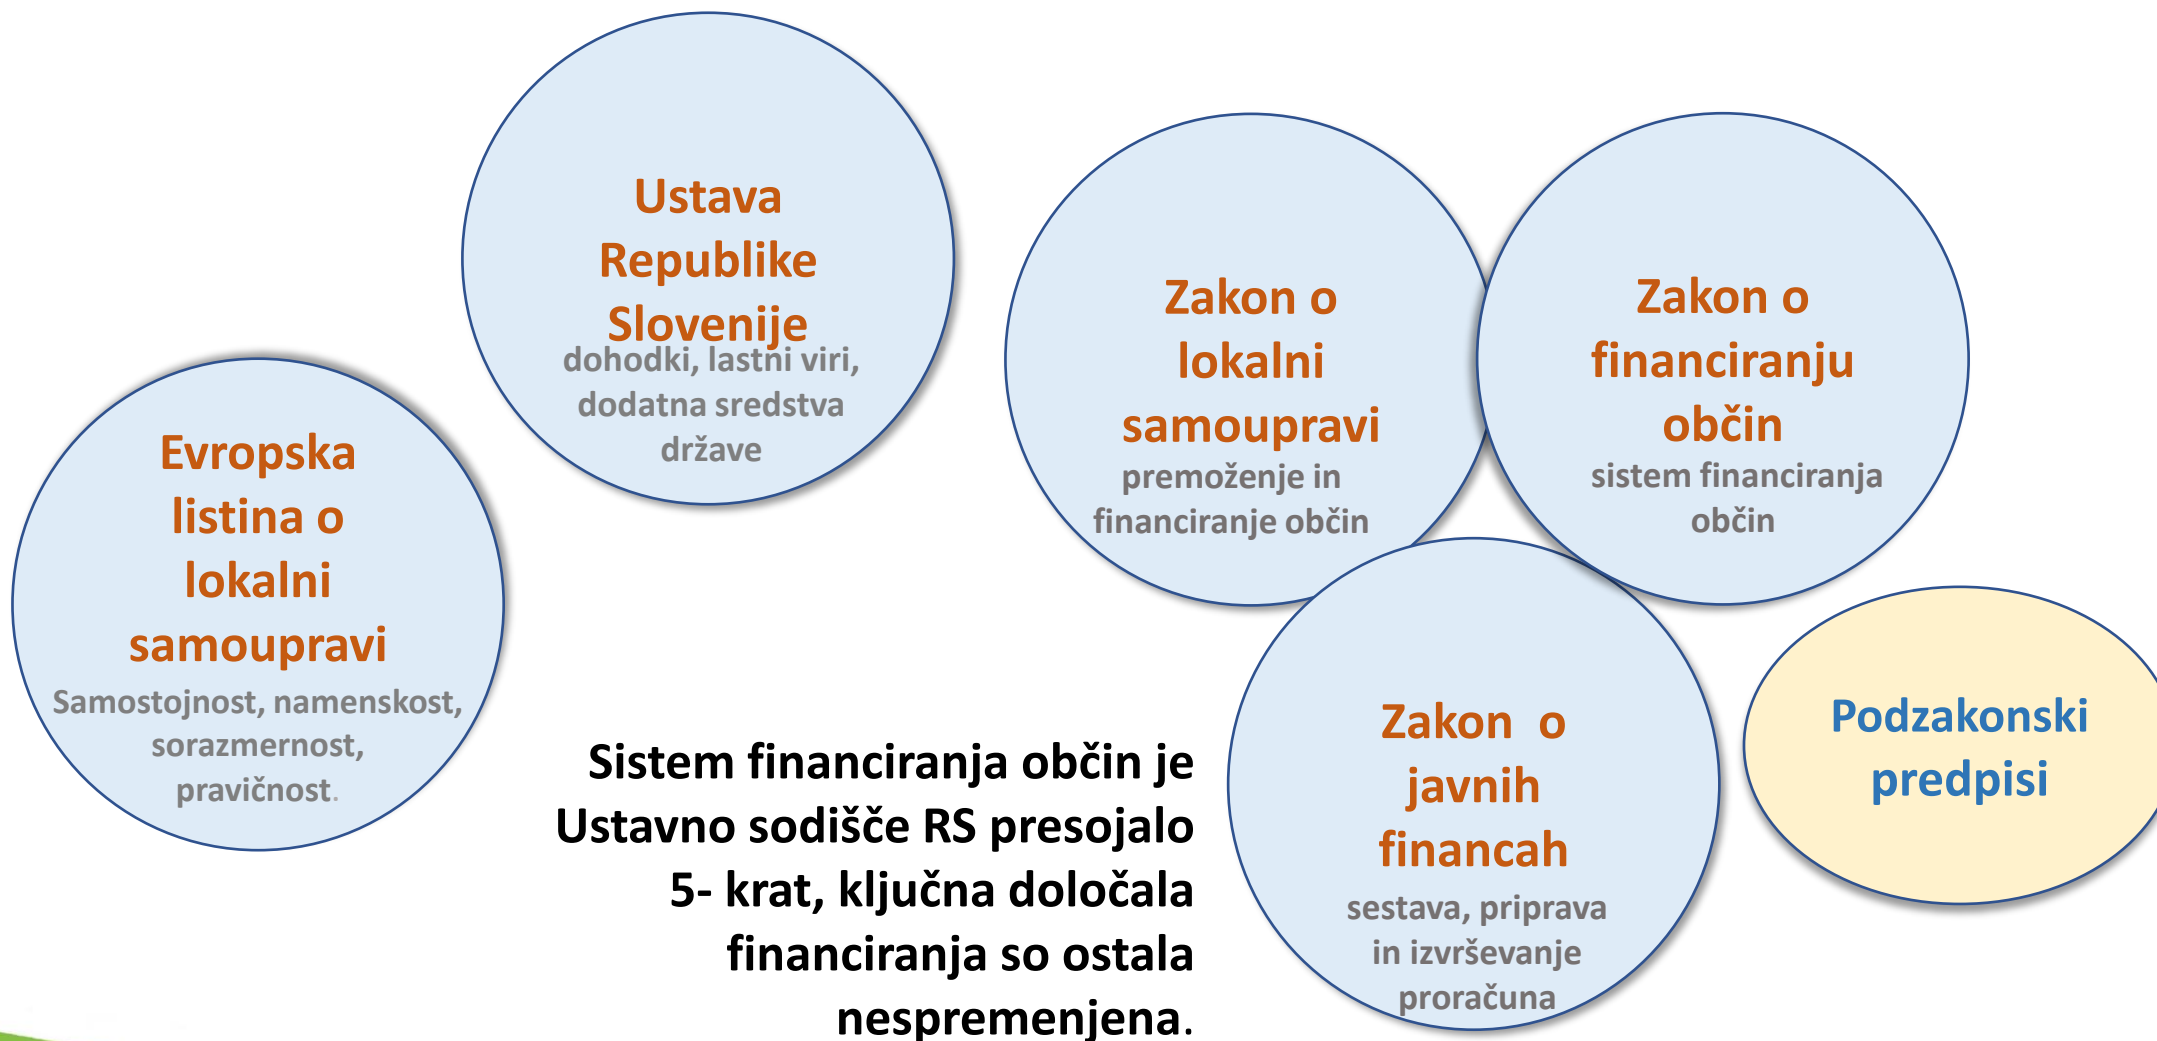 Evropska
listina o
lokalni
samoupravi
Samostojnost, namenskost,
sorazmernost,
pravičnost.
Ustava
Republike
Slovenije
dohodki, lastni viri,
dodatna sredstva
države
Zakon o
lokalni
samoupravi
premoženje in
financiranje občin
Zakon o
financiranju
občin
sistem financiranja
občin
Zakon  o
javnih
financah
sestava, priprava
in izvrševanje
proračuna
Podzakonski
predpisi
Sistem financiranja občin je
Ustavno sodišče RS presojalo
5- krat, ključna določala
financiranja so ostala
nespremenjena.